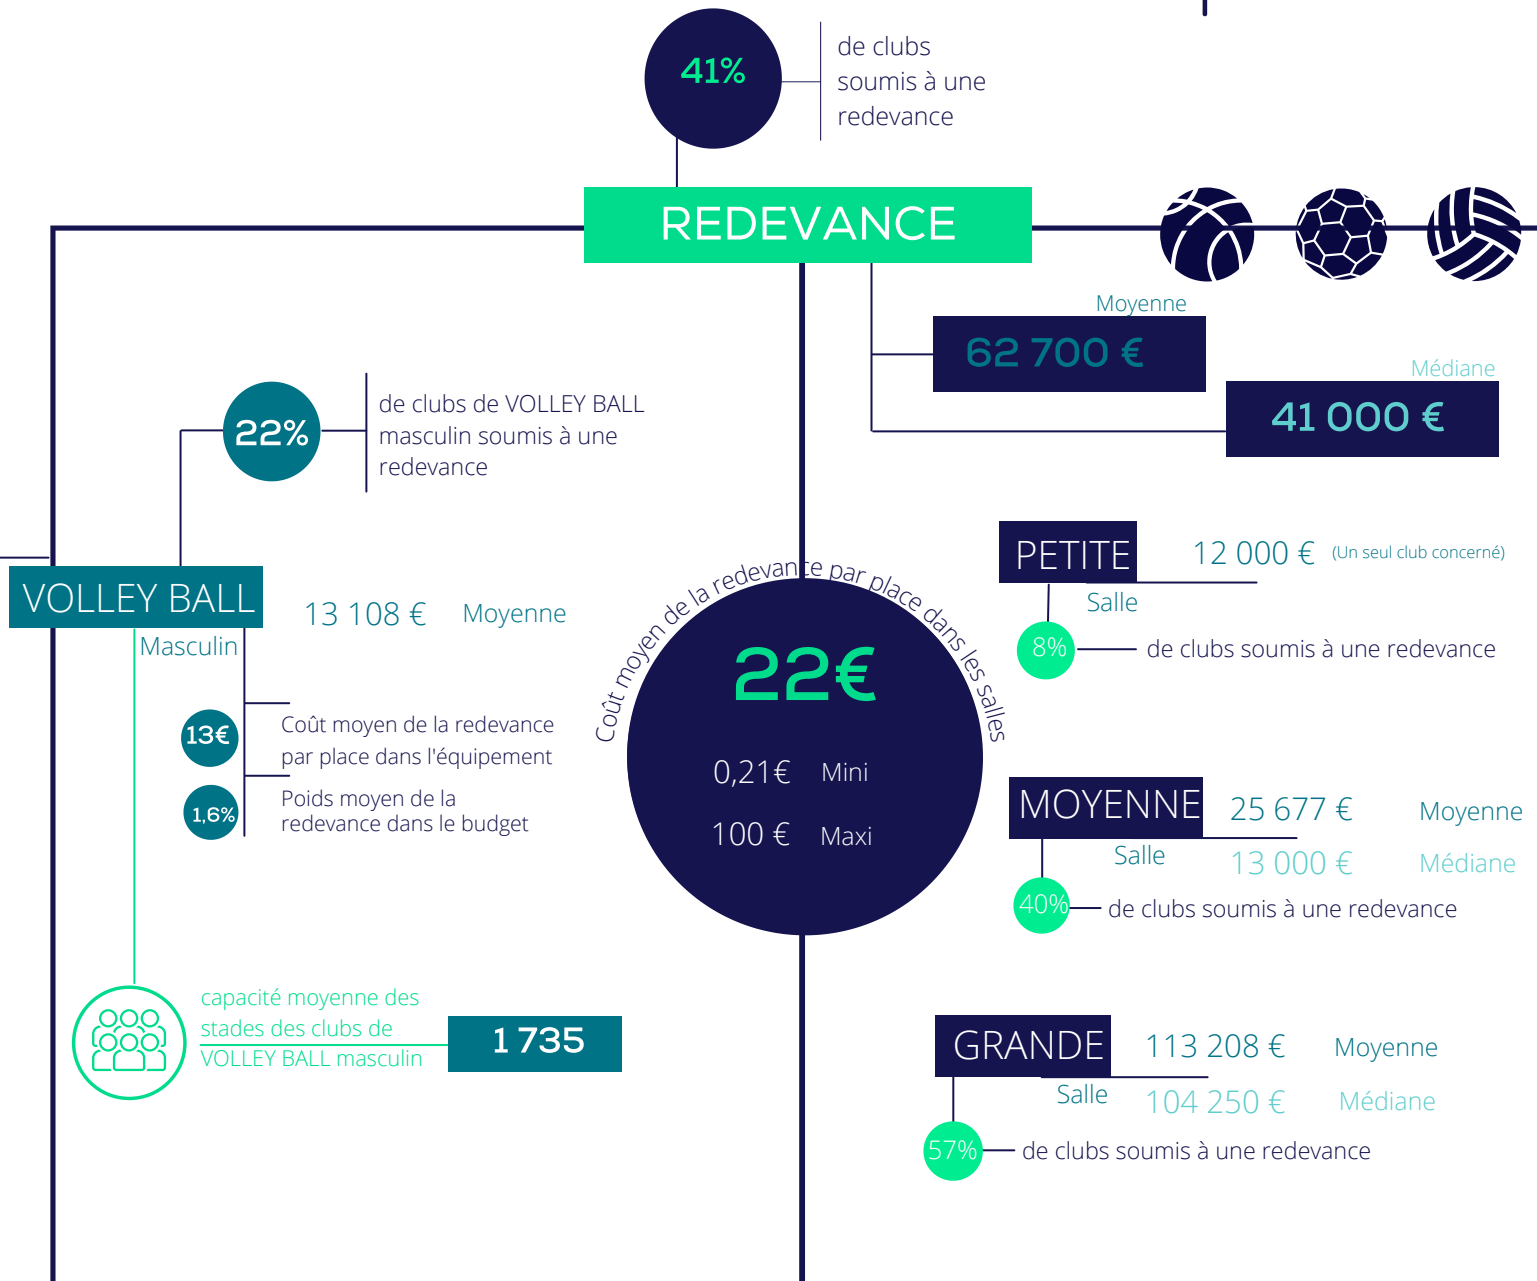 41%
de clubs
soumis à une
redevance
REDEVANCE
Moyenne
62 700 €
Médiane
41 000 €
22%
de clubs de VOLLEY BALL
masculin soumis à une
redevance
VOLLEY BALL
Masculin
13 108 € Moyenne
13€
Coût moyen de la redevance
par place dans l'équipement
1,6%
Poids moyen de la
redevance dans le budget
capacité moyenne des
stades des clubs de
VOLLEY BALL masculin
1 735
Coût moyen de la redevance par place dans les salles
22€
0,21€ Mini
100 € Maxi
PETITE
Salle
12 000 € (Un seul club concerné)
8%
de clubs soumis à une redevance
MOYENNE
Salle
25 677 € Moyenne
13 000 € Médiane
40%
de clubs soumis à une redevance
GRANDE
Salle
113 208 € Moyenne
104 250 € Médiane
57%
de clubs soumis à une redevance